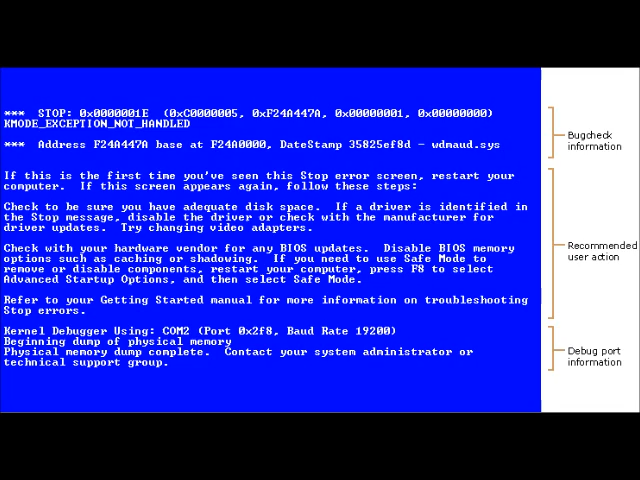 *** STOP: 0x0000001E (0xC0000005, 0xF24A447A, 0x00000001, 0x00000000)
KMODE_EXCEPTION_NOT_HANDLED
*** Address F24A447A base at F24A0000, DateStamp 35825ef8d - wdmaud.sys
Bugcheck
information
If this is the first time you've seen this Stop error screen, restart your
computer. If this screen appears again, follow these steps:
Check to be sure you have adequate disk space. If a driver is identified in
the Stop message, disable the driver or check with the manufacturer for
driver updates. Try changing video adapters.
Check with your hardware vendor for any BIOS updates. Disable BIOS memory
options such as caching or shadowing. If you need to use Safe Mode to
remove or disable components, restart your computer, press F8 to select
Advanced Startup Options, and then select Safe Mode.
Refer to your Getting Started manual for more information on troubleshooting
Stop errors.
Recommended
user action
Kernel Debugger Using: COM2 (Port 0x2f8, Baud Rate 19200)
Beginning dump of physical memory
Physical memory dump complete. Contact your system administrator or
technical support group.
Debug port
information